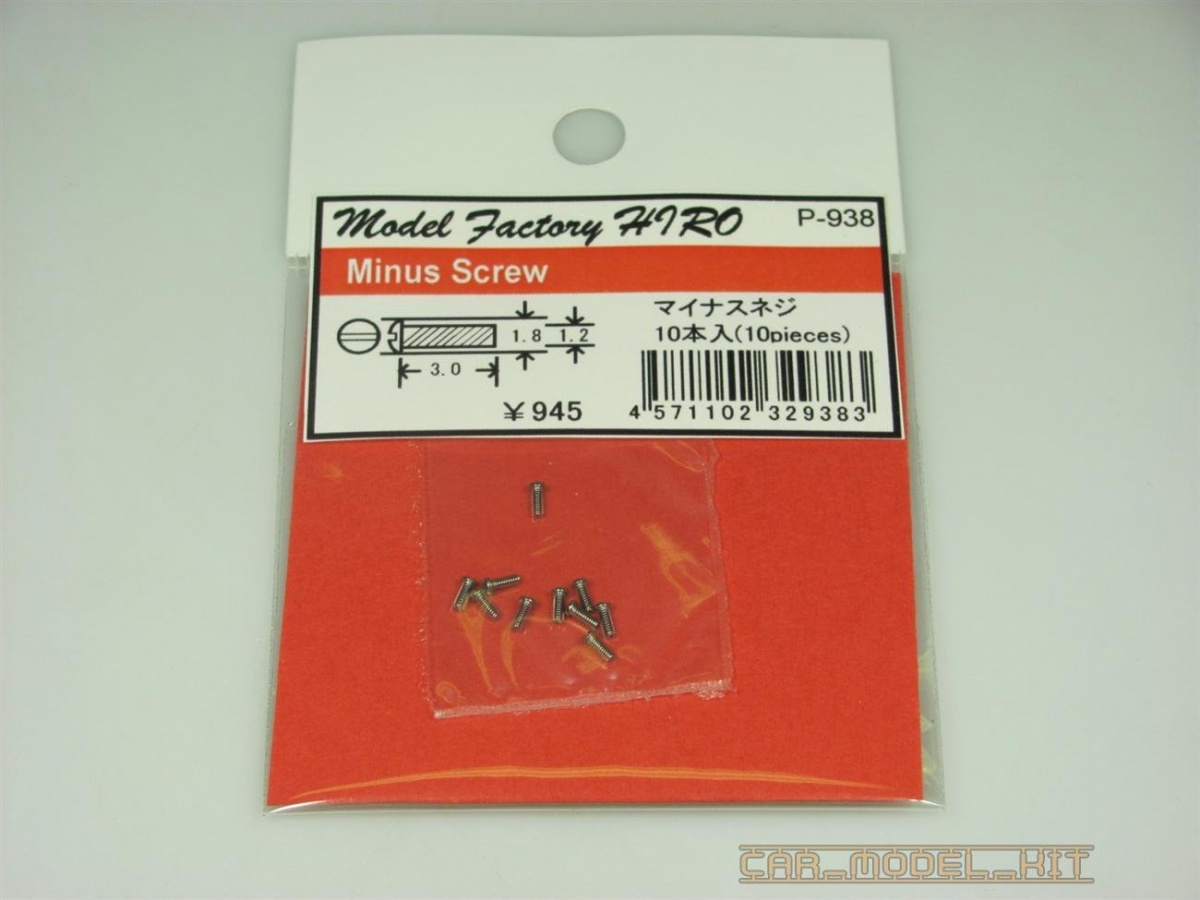 Model Factory HIRO P-938
Minus Screw
マイナスネジ
10本入(10pieces)
1.8 1.2
3.0
¥945
4 571102 329383
CAR_MODEL_KIT